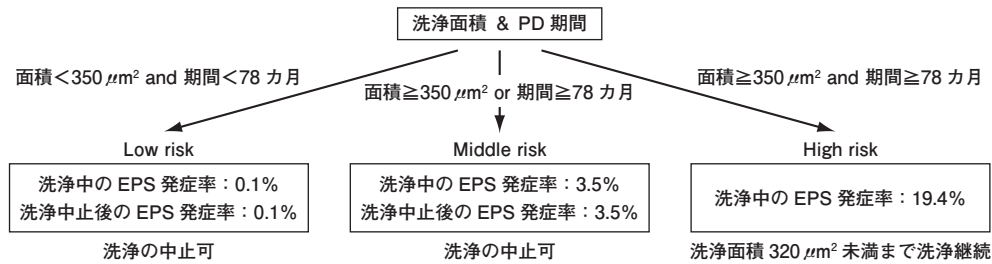 洗浄面積 & PD 期間
面積<350 μm² and 期間<78 カ月
面積≧350 μm² or 期間≧78 カ月
面積≧350 μm² and 期間≧78 カ月
Low risk
洗浄中の EPS 発症率:0.1%
洗浄中止後の EPS 発症率:0.1%
洗浄の中止可
Middle risk
洗浄中の EPS 発症率:3.5%
洗浄中止後の EPS 発症率:3.5%
洗浄の中止可
High risk
洗浄中の EPS 発症率:19.4%
洗浄面積 320 μm² 未満まで洗浄継続